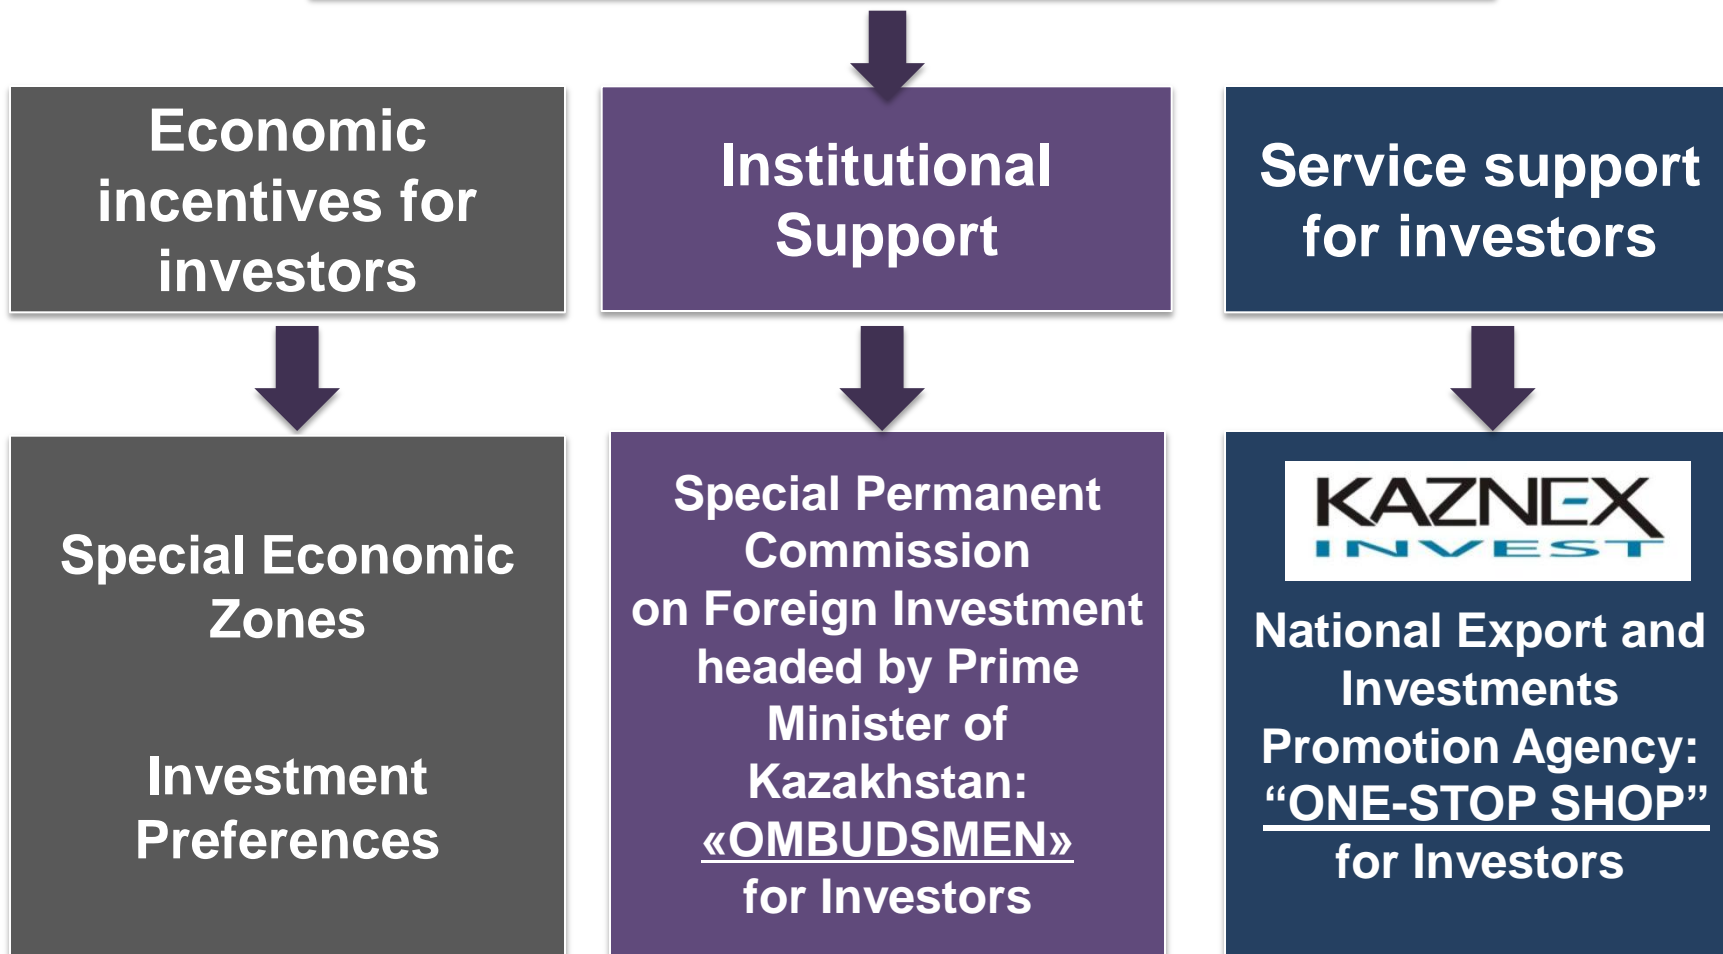 Economic
incentives for
investors
Institutional
Support
Service support
for investors
Special Economic
Zones
Investment
Preferences
Special Permanent
Commission
on Foreign Investment
headed by Prime
Minister of
Kazakhstan:
«OMBUDSMEN»
for Investors
KAZNEX
INVEST
National Export and
Investments
Promotion Agency:
“ONE-STOP SHOP”
for Investors